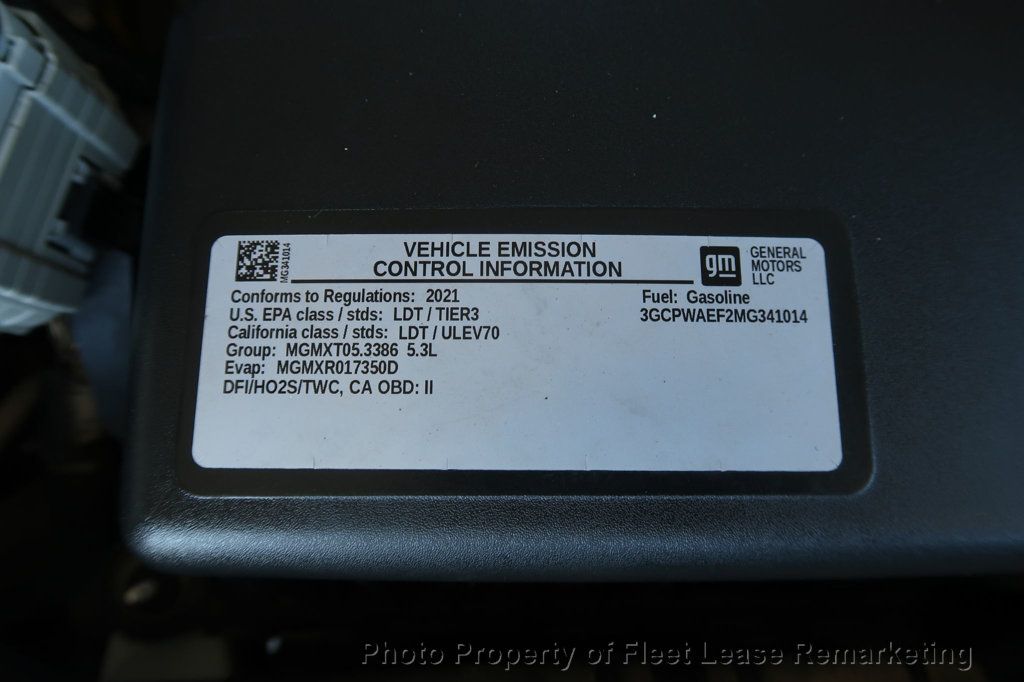 MG341014
VEHICLE EMISSION
CONTROL INFORMATION
gm
GENERAL
MOTORS
LLC
Conforms to Regulations: 2021
U.S. EPA class / stds: LDT / TIER3
California class / stds: LDT / ULEV70
Group: MGMXT05.3386 5.3L
Evap: MGMXR017350D
DFI/HO2S/TWC, CA OBD: II
Fuel: Gasoline
3GCPWAEF2MG341014
Photo Property of Fleet Lease Remarketing